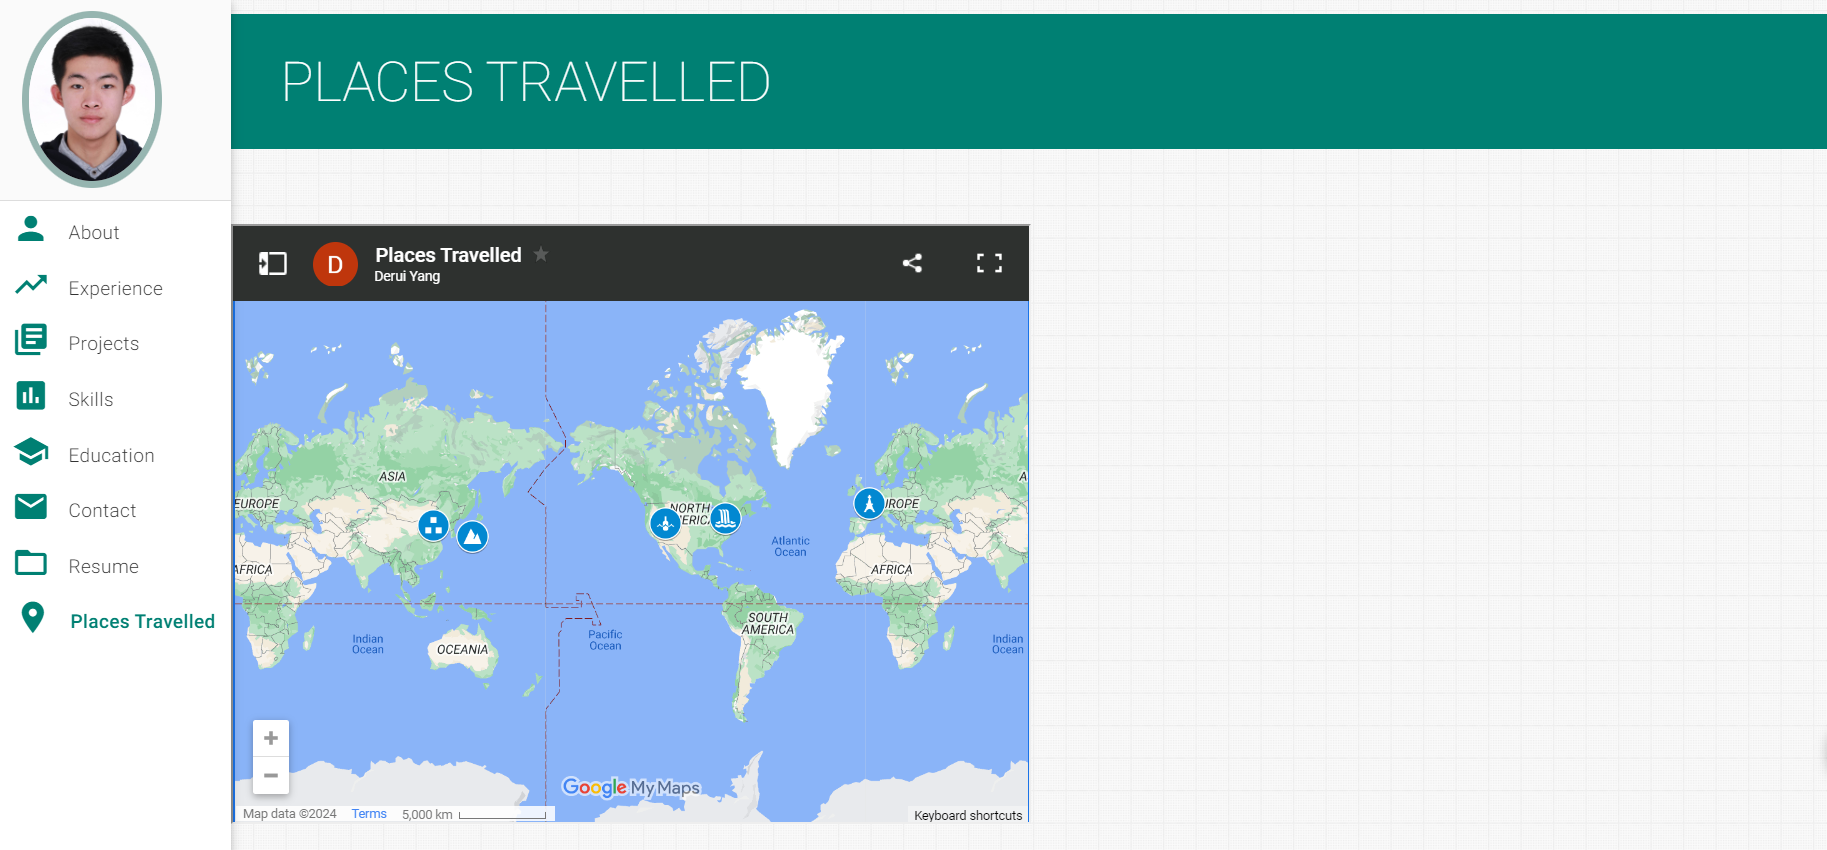 PLACES TRAVELLED
About
Experience
Projects
Skills
Education
Contact
Resume
Places Travelled
D
Places Travelled
Derui Yang
ASIA
EUROPE
NORTH
AMERICA
EUROPE
A
Atlantic
Ocean
AFRICA
AFRICA
SOUTH
AMERICA
Indian
Ocean
OCEANIA
Pacific
Ocean
Indian
Ocean
+
−
Google My Maps
Map data ©2024
Terms
5,000 km
Keyboard shortcuts